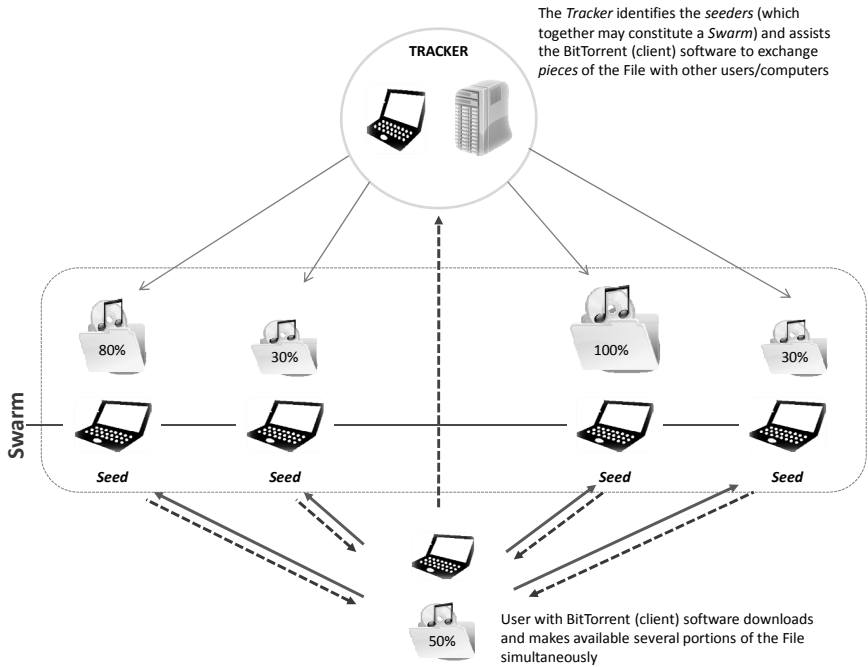 The Tracker identifies the seeders (which
together may constitute a Swarm) and assists
the BitTorrent (client) software to exchange
pieces of the File with other users/computers
TRACKER
80%
30%
100%
30%
Swarm
Seed
Seed
Seed
Seed
50%
User with BitTorrent (client) software downloads
and makes available several portions of the File
simultaneously